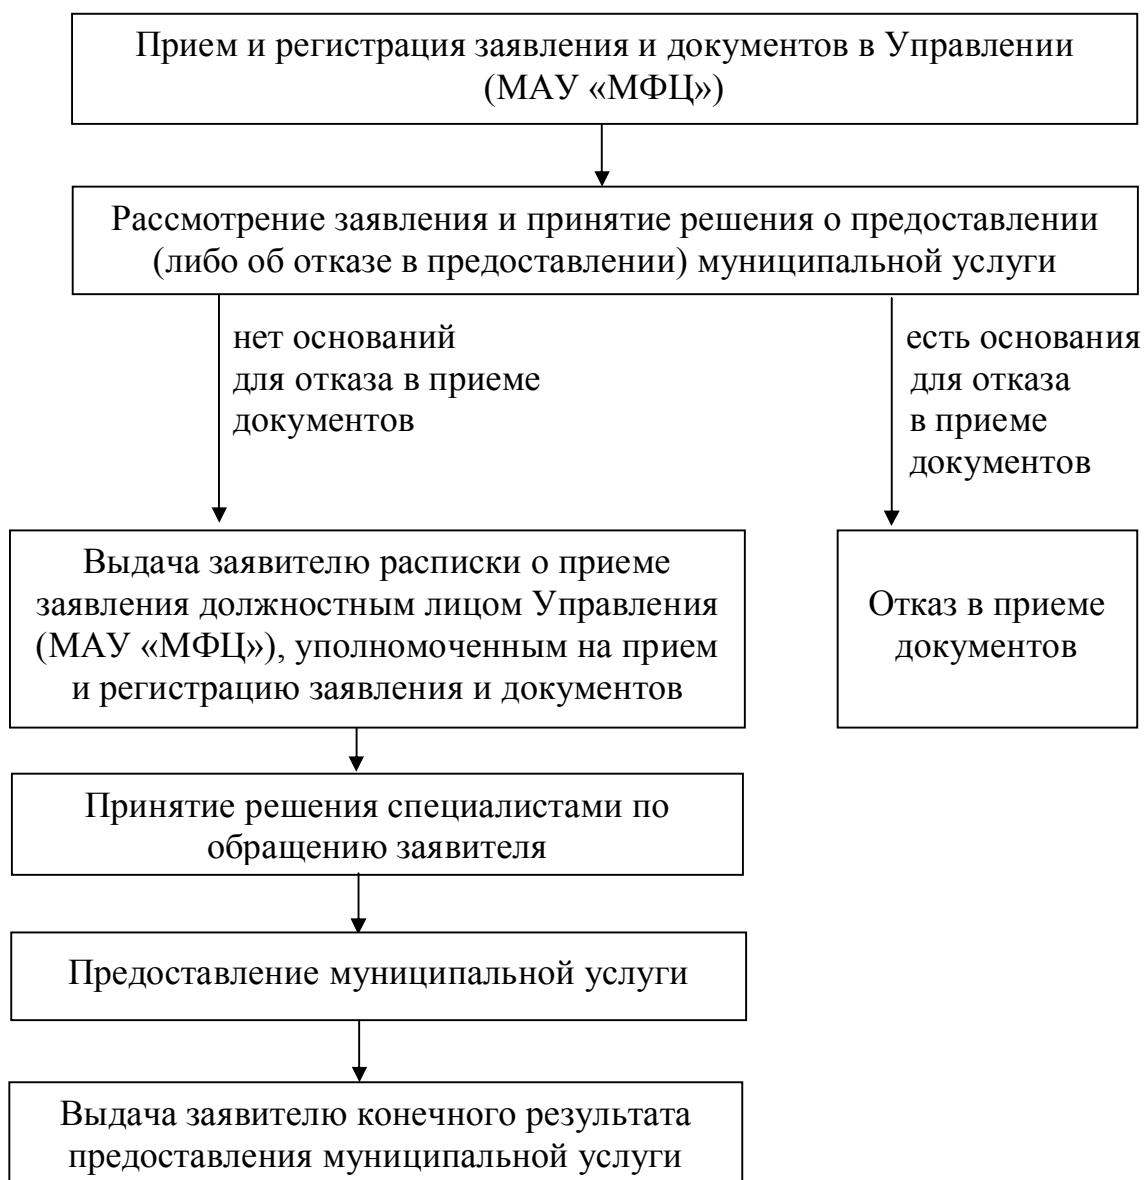 Прием и регистрация заявления и документов в Управлении
(МАУ «МФЦ»)
Рассмотрение заявления и принятие решения о предоставлении
(либо об отказе в предоставлении) муниципальной услуги
нет оснований
для отказа в приеме
документов
есть основания
для отказа
в приеме
документов
Выдача заявителю расписки о приеме
заявления должностным лицом Управления
(МАУ «МФЦ»), уполномоченным на прием
и регистрацию заявления и документов
Отказ в приеме
документов
Принятие решения специалистами по
обращению заявителя
Предоставление муниципальной услуги
Выдача заявителю конечного результата
предоставления муниципальной услуги